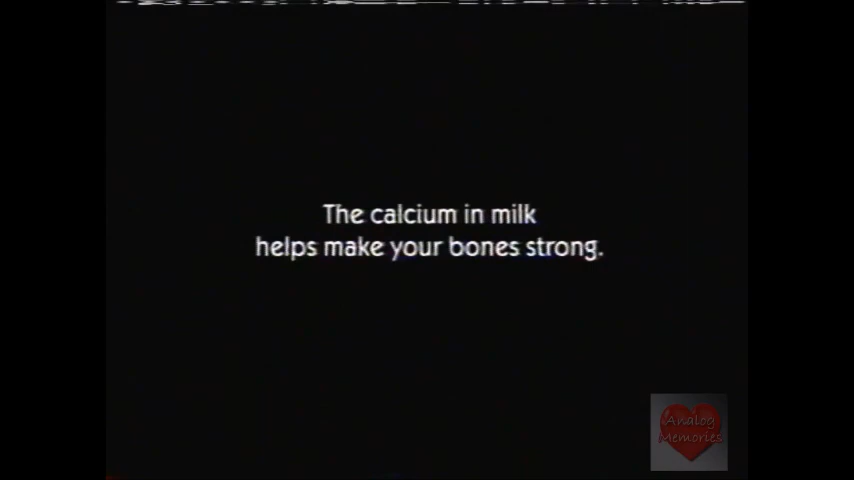 The calcium in milk
helps make your bones strong.
Analog
Memories